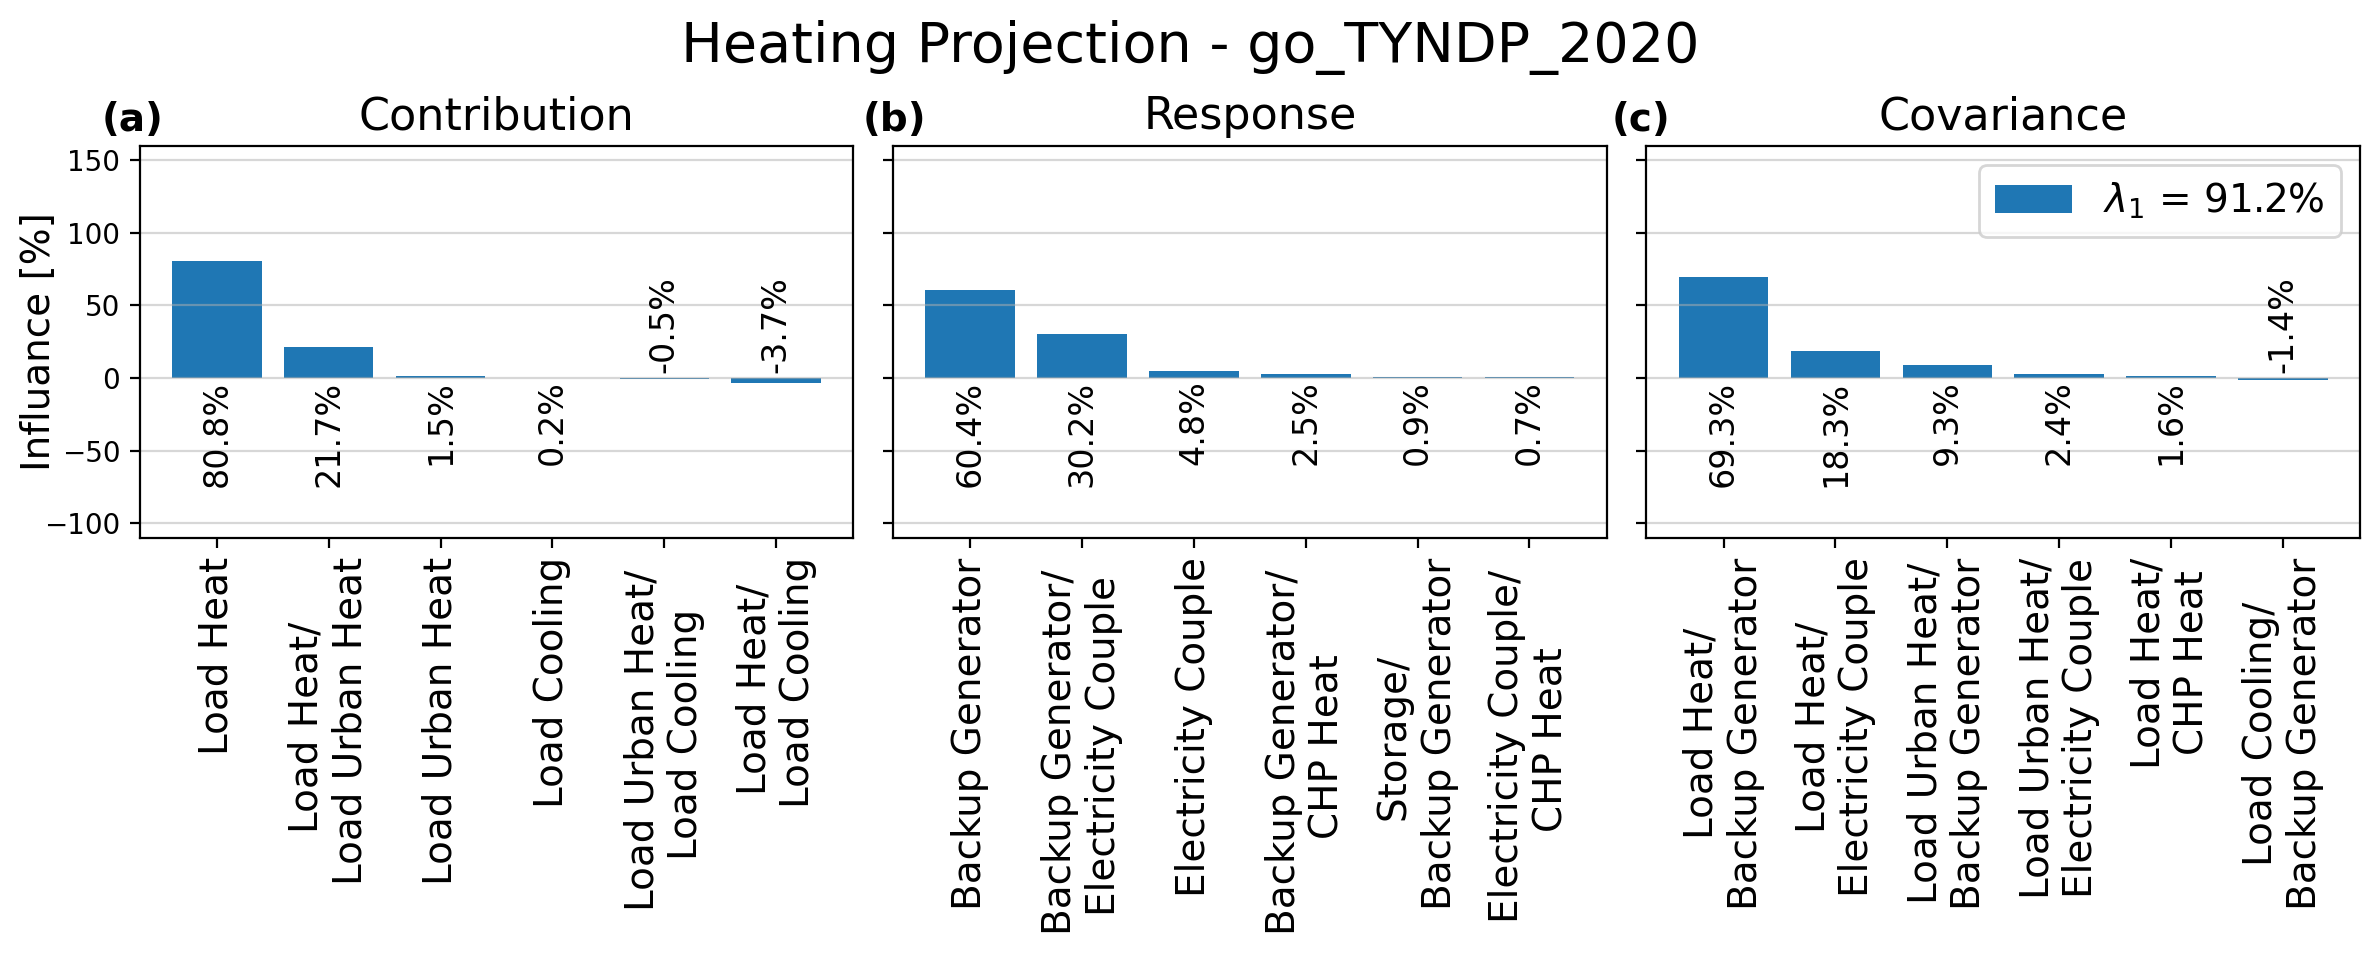 Heating Projection - go_TYNDP_2020
(a)
Contribution
(b)
Response
(c)
Covariance
Influance [%]
150
100
50
0
−50
−100
80.8%
21.7%
1.5%
0.2%
-0.5%
-3.7%
60.4%
30.2%
4.8%
2.5%
0.9%
0.7%
λ1 = 91.2%
69.3%
18.3%
9.3%
2.4%
1.6%
-1.4%
Load Heat
Load Heat/
Load Urban Heat
Load Urban Heat
Load Cooling
Load Urban Heat/
Load Cooling
Load Heat/
Load Cooling
Backup Generator
Backup Generator/
Electricity Couple
Electricity Couple
Backup Generator/
CHP Heat
Storage/
Backup Generator
Electricity Couple/
CHP Heat
Load Heat/
Backup Generator
Load Heat/
Electricity Couple
Load Urban Heat/
Backup Generator
Load Urban Heat/
Electricity Couple
Load Heat/
CHP Heat
Load Cooling/
Backup Generator